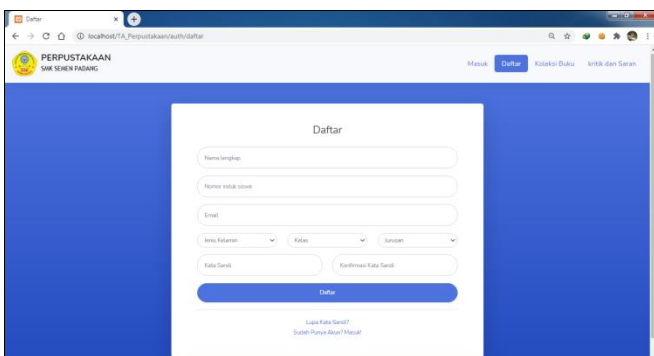 Daftar
localhost/TA_Perpustakaan/auth/daftar
PERPUSTAKAAN
SMK SEMEN PADANG
Masuk Daftar Koleksi Buku kritik dan Saran
Daftar
Nama lengkap
Nomor induk siswa
Email
Jenis Kelamin Kelas Jurusan
Kata Sandi Konfirmasi Kata Sandi
Daftar
Lupa Kata Sandi?
Sudah Punya Akun? Masuk!